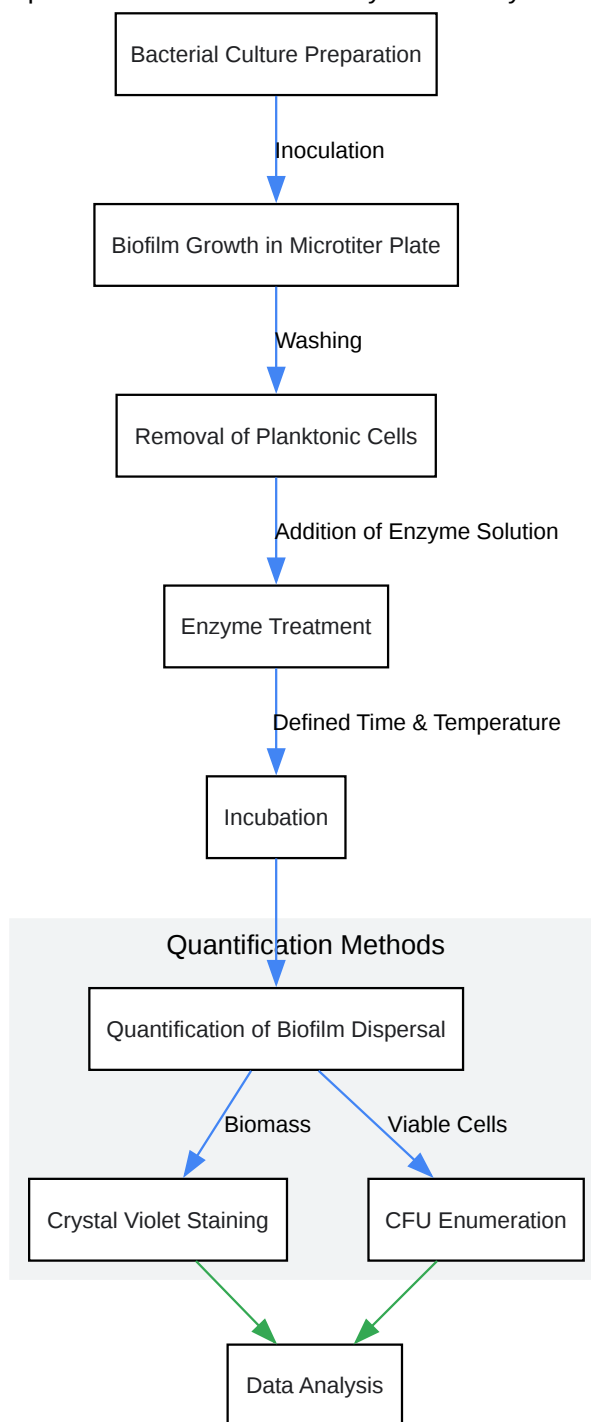 Bacterial Culture Preparation
Inoculation
Biofilm Growth in Microtiter Plate
Washing
Removal of Planktonic Cells
Addition of Enzyme Solution
Enzyme Treatment
Defined Time & Temperature
Incubation
Quantification Methods
Quantification of Biofilm Dispersal
Biomass
Viable Cells
Crystal Violet Staining
CFU Enumeration
Data Analysis